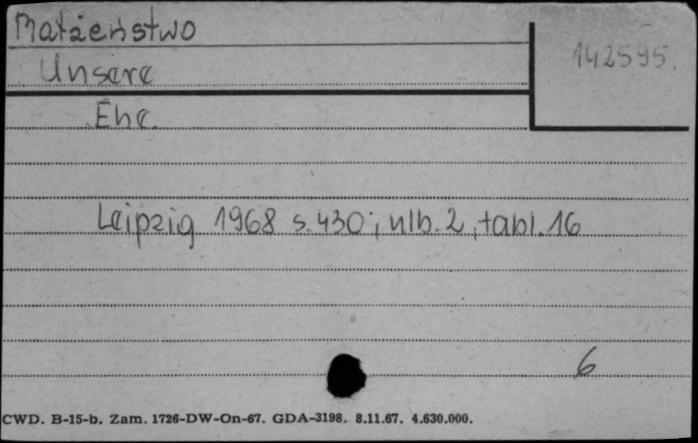 Małżeństwo
142595.
Unsere
Ehe.
Leipzig 1968 s. 430; nlb. 2, tabl. 16
6
CWD. B-15-b. Zam. 1726-DW-On-67. GDA-3198. 8.11.67. 4.630.000.